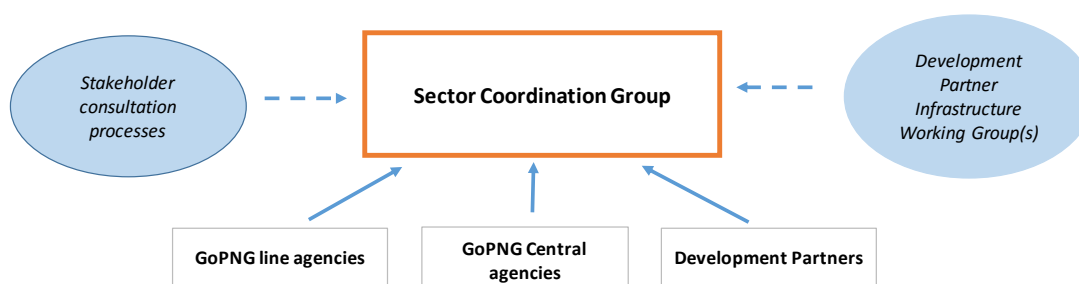 Stakeholder
consultation
processes
Sector Coordination Group
Development
Partner
Infrastructure
Working Group(s)
GoPNG line agencies
GoPNG Central
agencies
Development Partners